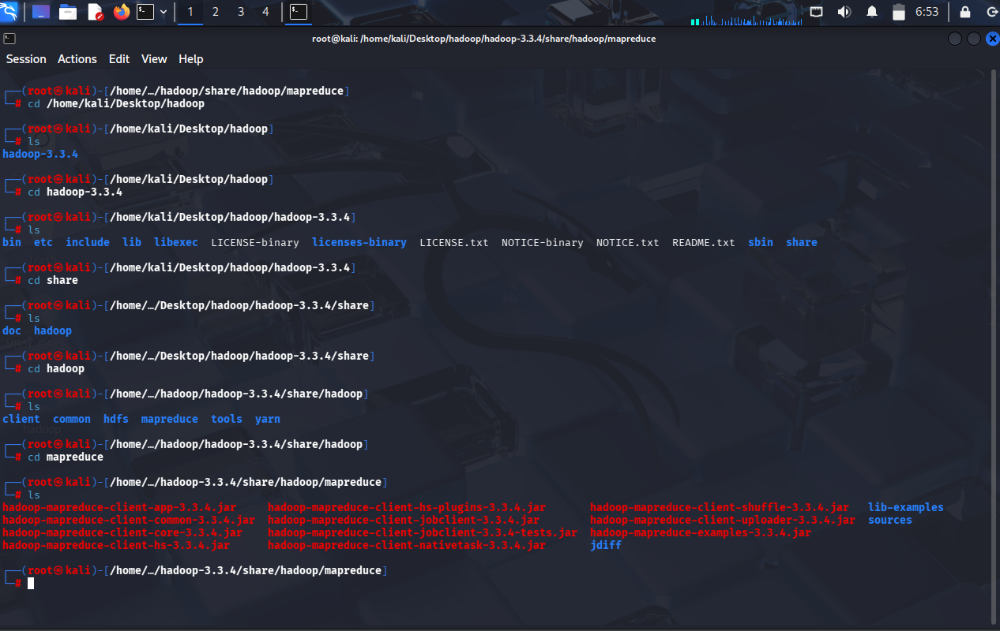 1 2 3 4 6:53
root@kali: /home/kali/Desktop/hadoop/hadoop-3.3.4/share/hadoop/mapreduce
Session Actions Edit View Help
┌──(root㉿kali)-[/home/…/hadoop/share/hadoop/mapreduce]
└─# cd /home/kali/Desktop/hadoop
┌──(root㉿kali)-[/home/kali/Desktop/hadoop]
└─# ls
hadoop-3.3.4
┌──(root㉿kali)-[/home/kali/Desktop/hadoop]
└─# cd hadoop-3.3.4
┌──(root㉿kali)-[/home/kali/Desktop/hadoop/hadoop-3.3.4]
└─# ls
bin etc include lib libexec LICENSE-binary licenses-binary LICENSE.txt NOTICE-binary NOTICE.txt README.txt sbin share
┌──(root㉿kali)-[/home/kali/Desktop/hadoop/hadoop-3.3.4]
└─# cd share
┌──(root㉿kali)-[/home/…/Desktop/hadoop/hadoop-3.3.4/share]
└─# ls
doc hadoop
┌──(root㉿kali)-[/home/…/Desktop/hadoop/hadoop-3.3.4/share]
└─# cd hadoop
┌──(root㉿kali)-[/home/…/hadoop/hadoop-3.3.4/share/hadoop]
└─# ls
client common hdfs mapreduce tools yarn
┌──(root㉿kali)-[/home/…/hadoop/hadoop-3.3.4/share/hadoop]
└─# cd mapreduce
┌──(root㉿kali)-[/home/…/hadoop-3.3.4/share/hadoop/mapreduce]
└─# ls
hadoop-mapreduce-client-app-3.3.4.jar hadoop-mapreduce-client-hs-plugins-3.3.4.jar hadoop-mapreduce-client-shuffle-3.3.4.jar lib-examples
hadoop-mapreduce-client-common-3.3.4.jar hadoop-mapreduce-client-jobclient-3.3.4.jar hadoop-mapreduce-client-uploader-3.3.4.jar sources
hadoop-mapreduce-client-core-3.3.4.jar hadoop-mapreduce-client-jobclient-3.3.4-tests.jar hadoop-mapreduce-examples-3.3.4.jar
hadoop-mapreduce-client-hs-3.3.4.jar hadoop-mapreduce-client-nativetask-3.3.4.jar jdiff
┌──(root㉿kali)-[/home/…/hadoop-3.3.4/share/hadoop/mapreduce]
└─#